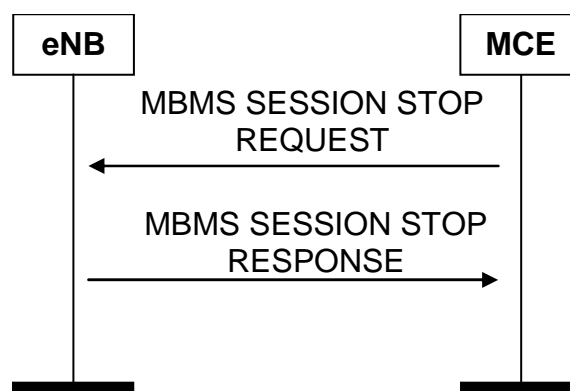 eNB
MCE
MBMS SESSION STOP
REQUEST
MBMS SESSION STOP
RESPONSE